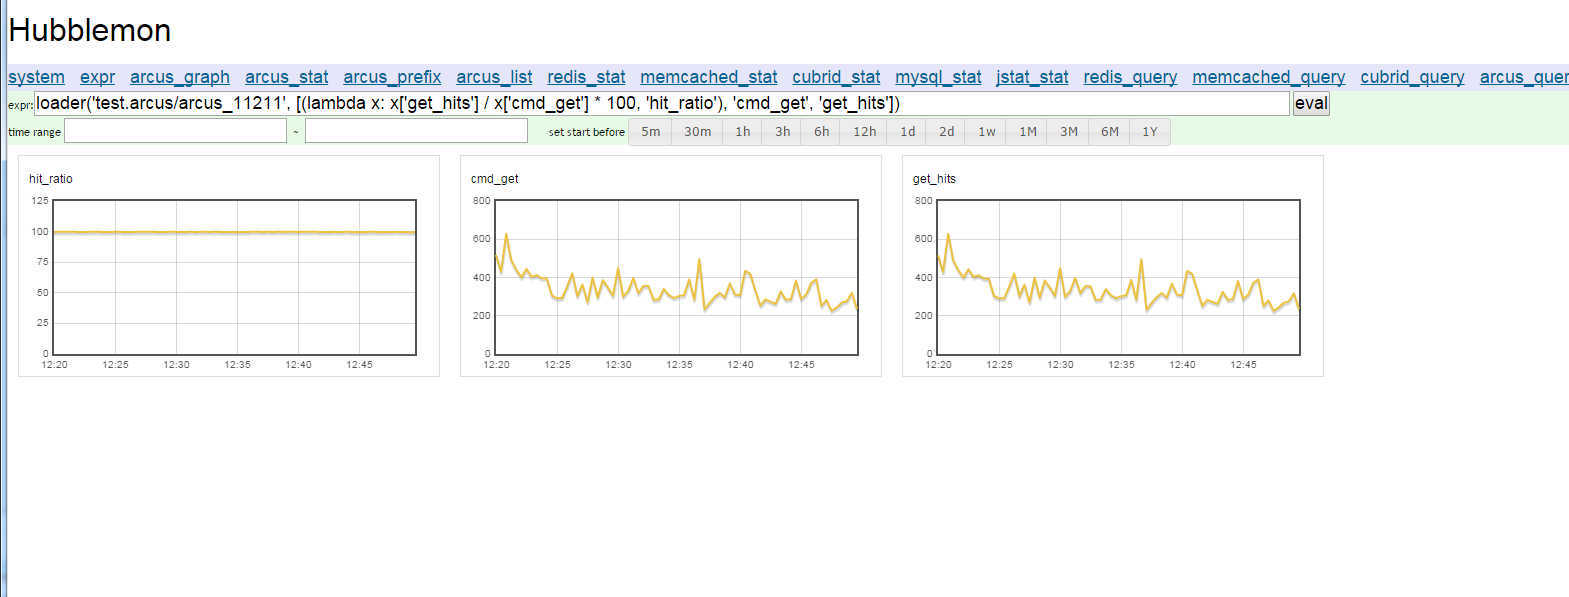 Hubblemon
system expr arcus_graph arcus_stat arcus_prefix arcus_list redis_stat memcached_stat cubrid_stat mysql_stat jstat_stat redis_query memcached_query cubrid_query arcus_quer
expr: loader('test.arcus/arcus_11211', [(lambda x: x['get_hits'] / x['cmd_get'] * 100, 'hit_ratio'), 'cmd_get', 'get_hits']) eval
time range ~ set start before 5m 30m 1h 3h 6h 12h 1d 2d 1w 1M 3M 6M 1Y
hit_ratio
125
100
75
50
25
0
12:20 12:25 12:30 12:35 12:40 12:45
cmd_get
800
600
400
200
0
12:20 12:25 12:30 12:35 12:40 12:45
get_hits
800
600
400
200
0
12:20 12:25 12:30 12:35 12:40 12:45